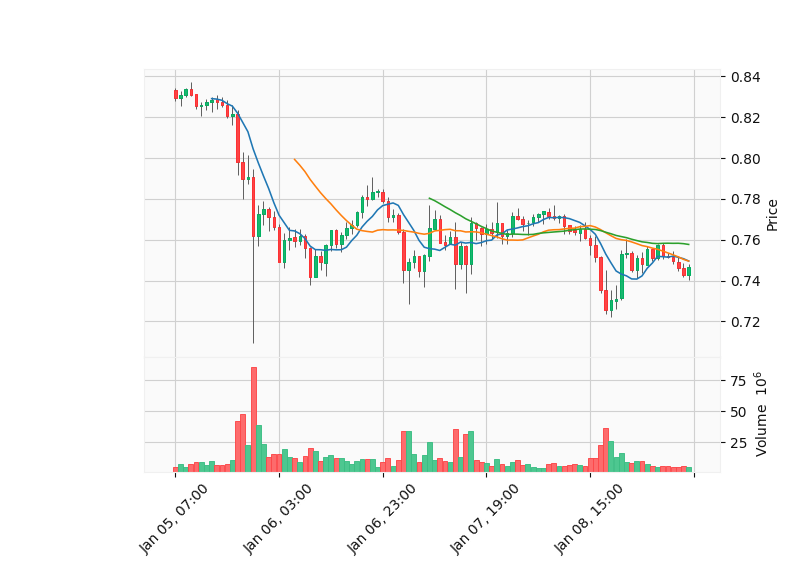 0.84
0.82
0.80
0.78
0.76
0.74
0.72
Price
75
50
25
Volume 10⁶
Jan 05, 07:00
Jan 06, 03:00
Jan 06, 23:00
Jan 07, 19:00
Jan 08, 15:00